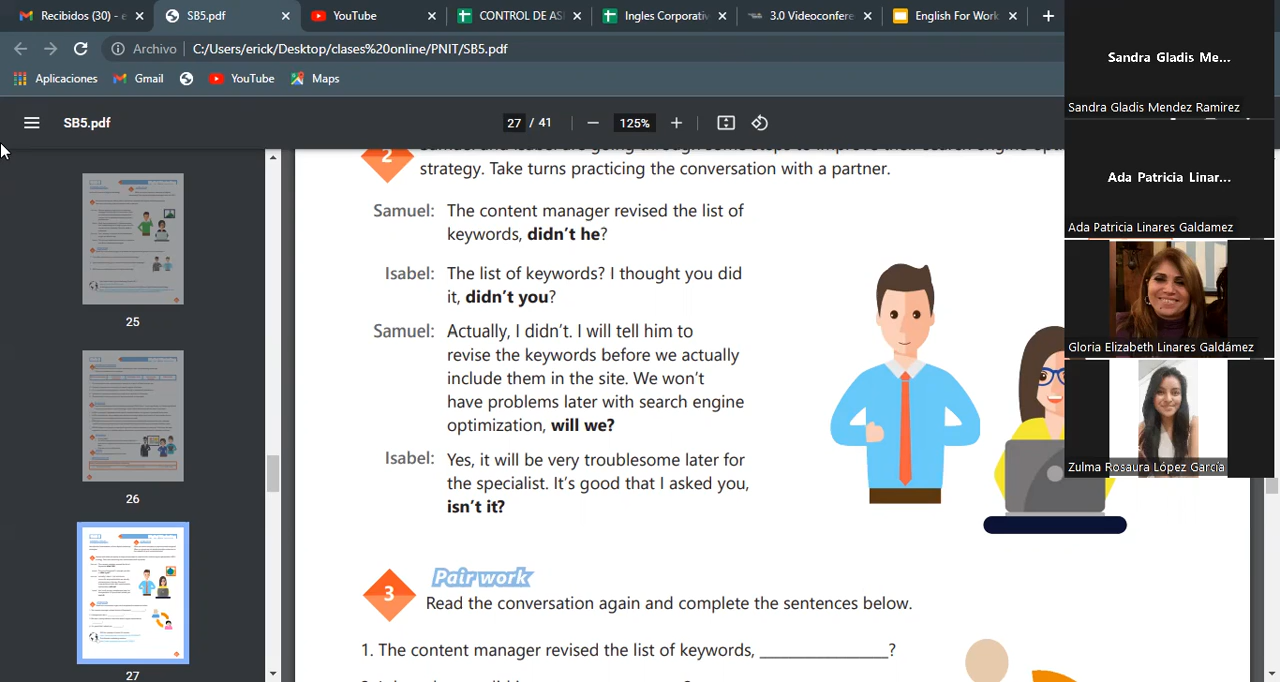 Recibidos (30) - e
SB5.pdf
YouTube
CONTROL DE AS
Ingles Corporativ
3.0 Videoconfere
English For Work
Archivo
C:/Users/erick/Desktop/clases%20online/PNIT/SB5.pdf
Aplicaciones
Gmail
YouTube
Maps
SB5.pdf
27 / 41
125%
Sandra Gladis Me...
Sandra Gladis Mendez Ramirez
Ada Patricia Linar...
Ada Patricia Linares Galdamez
Gloria Elizabeth Linares Galdámez
Zulma Rosaura López García
25
26
27
2
strategy. Take turns practicing the conversation with a partner.
Samuel: The content manager revised the list of
keywords, didn't he?
Isabel: The list of keywords? I thought you did
it, didn't you?
Samuel: Actually, I didn't. I will tell him to
revise the keywords before we actually
include them in the site. We won't
have problems later with search engine
optimization, will we?
Isabel: Yes, it will be very troublesome later for
the specialist. It's good that I asked you,
isn't it?
3
Pair work
Read the conversation again and complete the sentences below.
1. The content manager revised the list of keywords, _______________?